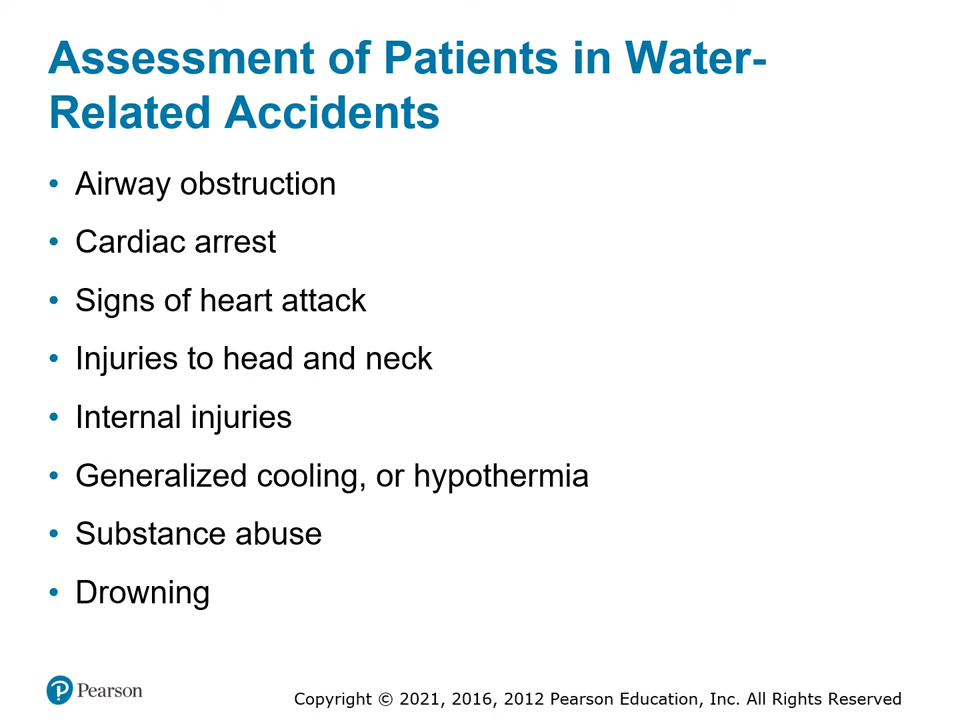 Assessment of Patients in Water-
Related Accidents
• Airway obstruction
• Cardiac arrest
• Signs of heart attack
• Injuries to head and neck
• Internal injuries
• Generalized cooling, or hypothermia
• Substance abuse
• Drowning
Pearson
Copyright © 2021, 2016, 2012 Pearson Education, Inc. All Rights Reserved